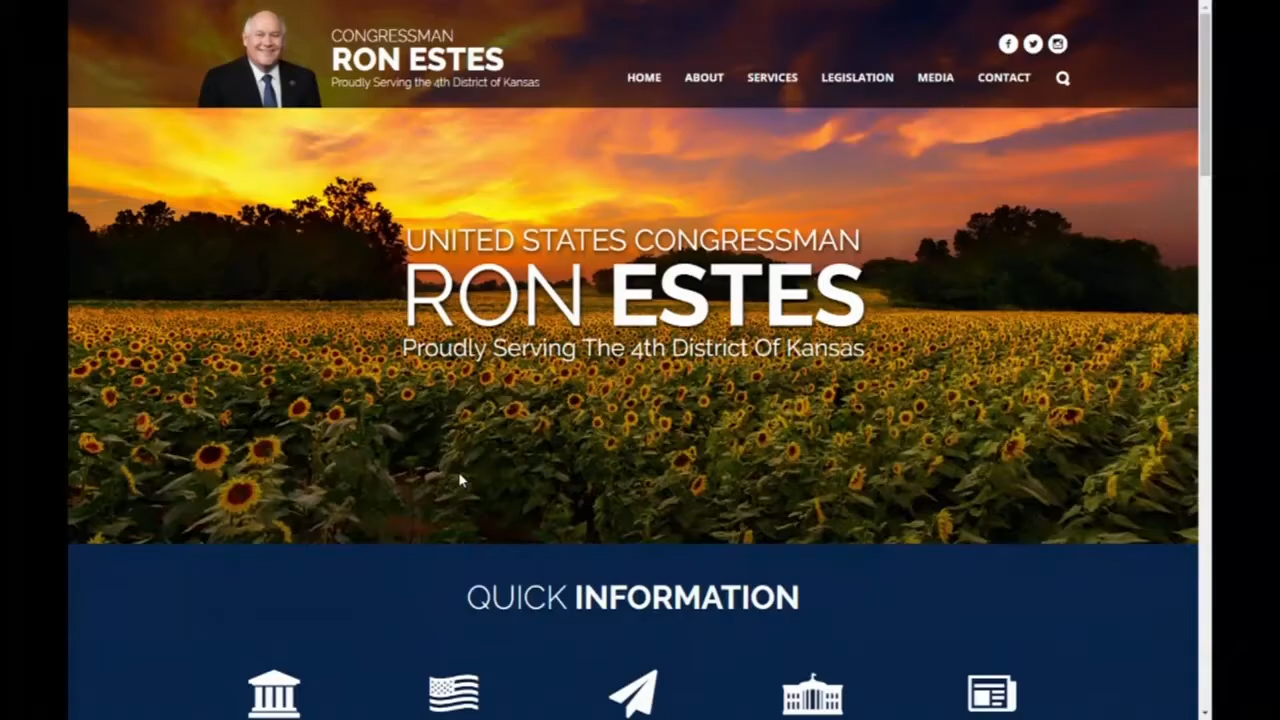 CONGRESSMAN
RON ESTES
Proudly Serving the 4th District of Kansas
HOME ABOUT SERVICES LEGISLATION MEDIA CONTACT
UNITED STATES CONGRESSMAN
RON ESTES
Proudly Serving The 4th District Of Kansas
QUICK INFORMATION